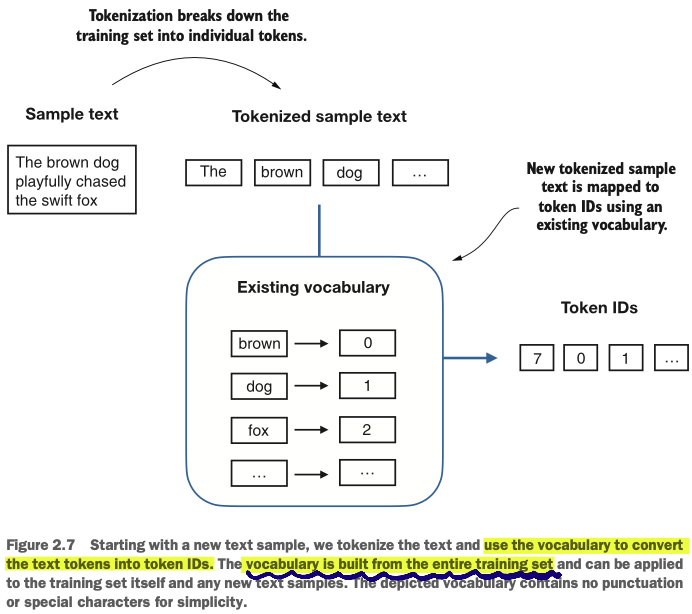 Tokenization breaks down the
training set into individual tokens.
Sample text
Tokenized sample text
The brown dog
playfully chased
the swift fox
The brown dog ...
New tokenized sample
text is mapped to
token IDs using an
existing vocabulary.
Existing vocabulary
brown 0
dog 1
fox 2
... ...
Token IDs
7 0 1 ...
Figure 2.7 Starting with a new text sample, we tokenize the text and use the vocabulary to convert
the text tokens into token IDs. The vocabulary is built from the entire training set and can be applied
to the training set itself and any new text samples. The depicted vocabulary contains no punctuation
or special characters for simplicity.